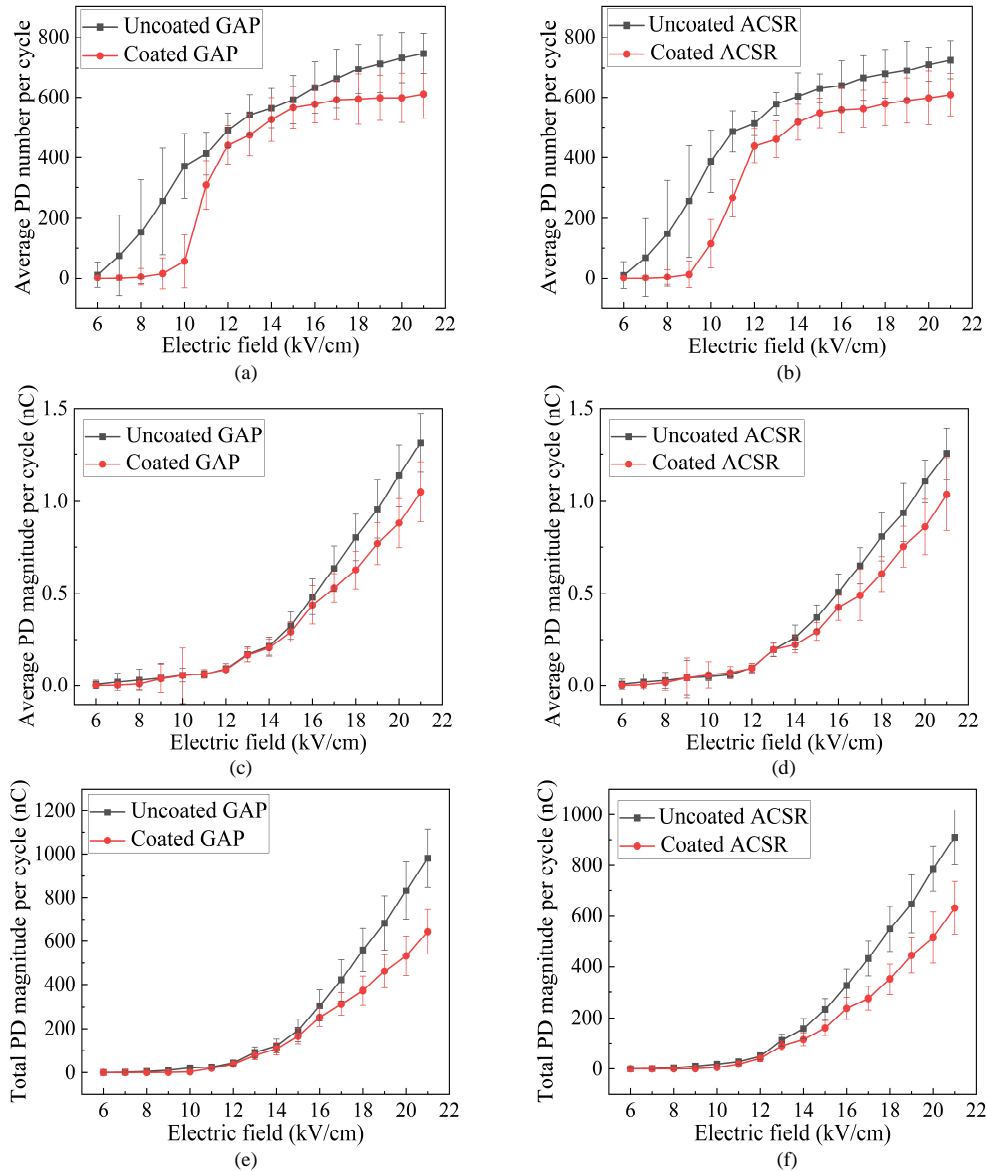 Average PD number per cycle
800
600
400
200
0
Uncoated GAP
Coated GAP
6 8 10 12 14 16 18 20 22
Electric field (kV/cm)
(a)
Average PD number per cycle
800
600
400
200
0
Uncoated ACSR
Coated ACSR
6 8 10 12 14 16 18 20 22
Electric field (kV/cm)
(b)
Average PD magnitude per cycle (nC)
1.5
1.0
0.5
0.0
Uncoated GAP
Coated GAP
6 8 10 12 14 16 18 20 22
Electric field (kV/cm)
(c)
Average PD magnitude per cycle (nC)
1.5
1.0
0.5
0.0
Uncoated ACSR
Coated ACSR
6 8 10 12 14 16 18 20 22
Electric field (kV/cm)
(d)
Total PD magnitude per cycle (nC)
1200
1000
800
600
400
200
0
Uncoated GAP
Coated GAP
6 8 10 12 14 16 18 20 22
Electric field (kV/cm)
(e)
Total PD magnitude per cycle (nC)
1000
800
600
400
200
0
Uncoated ACSR
Coated ACSR
6 8 10 12 14 16 18 20 22
Electric field (kV/cm)
(f)